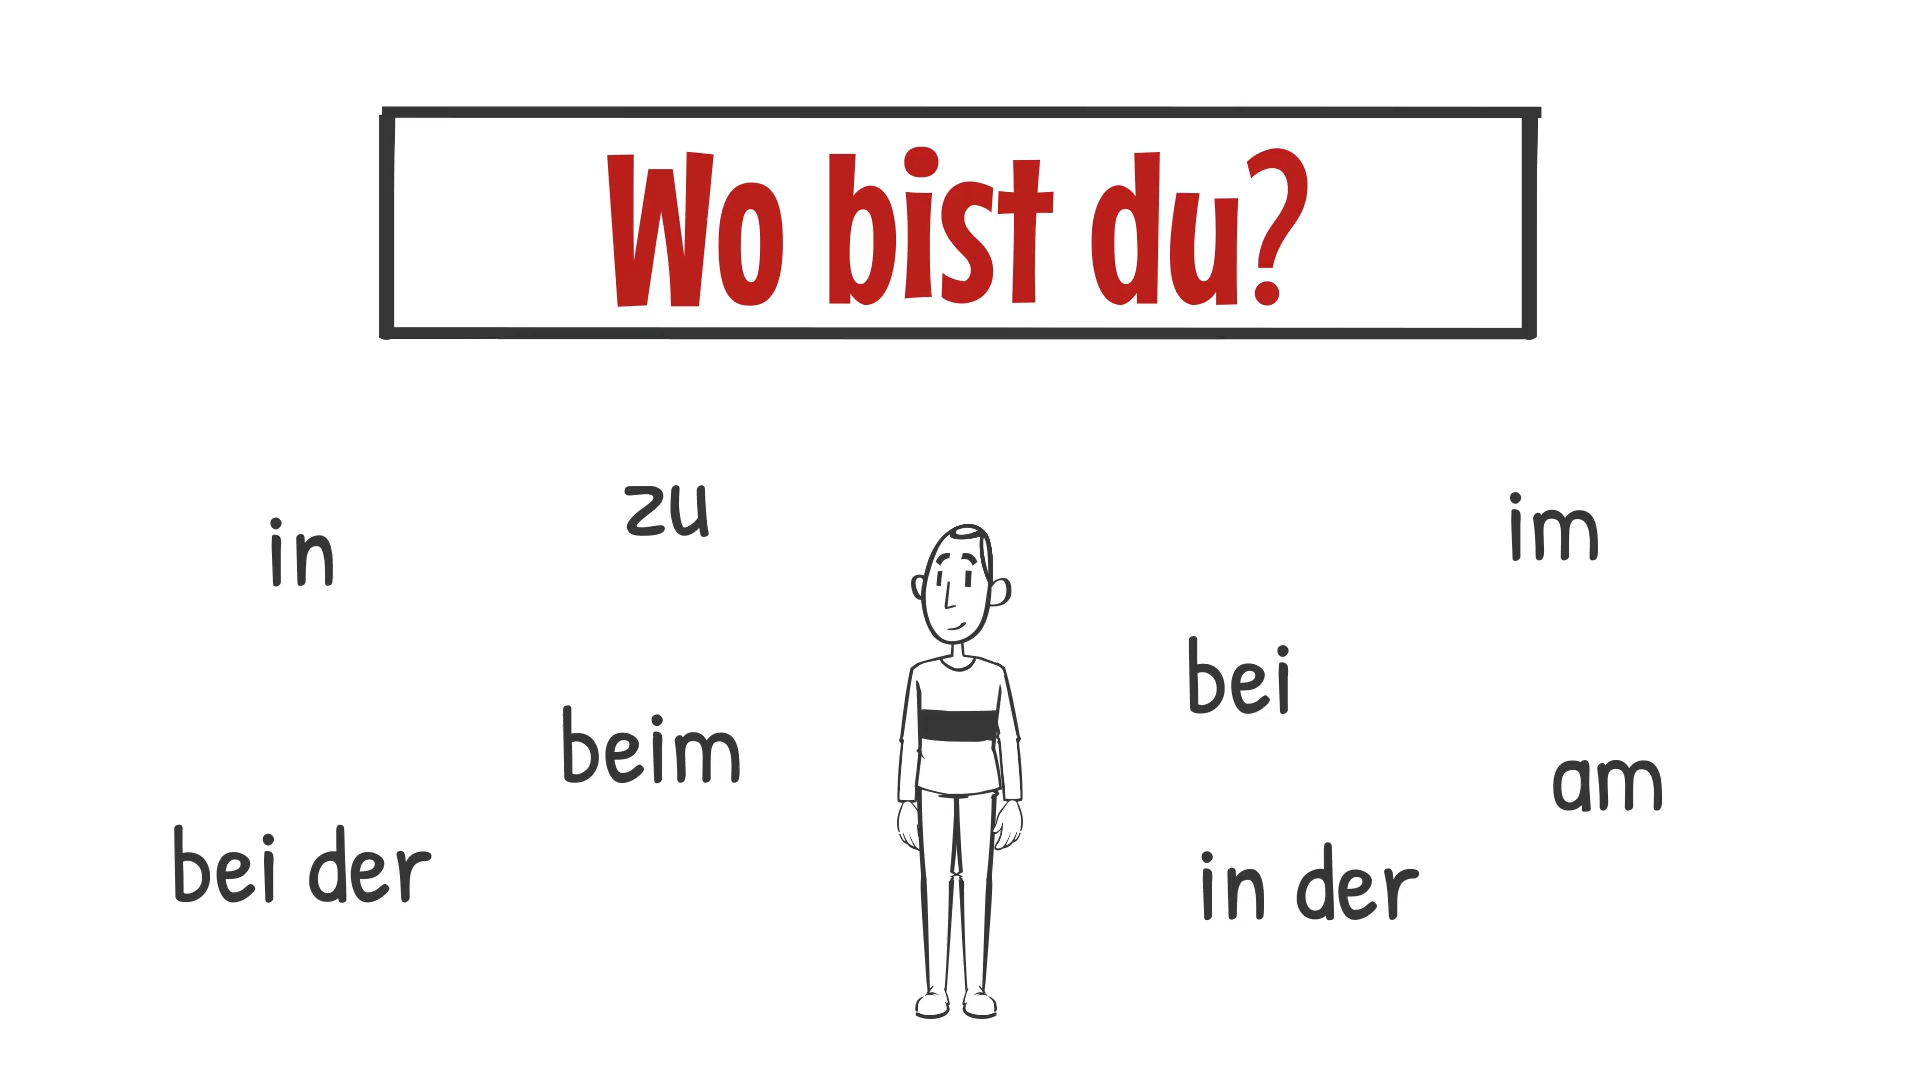 Wo bist du?
in
zu
im
bei
beim
am
bei der
in der